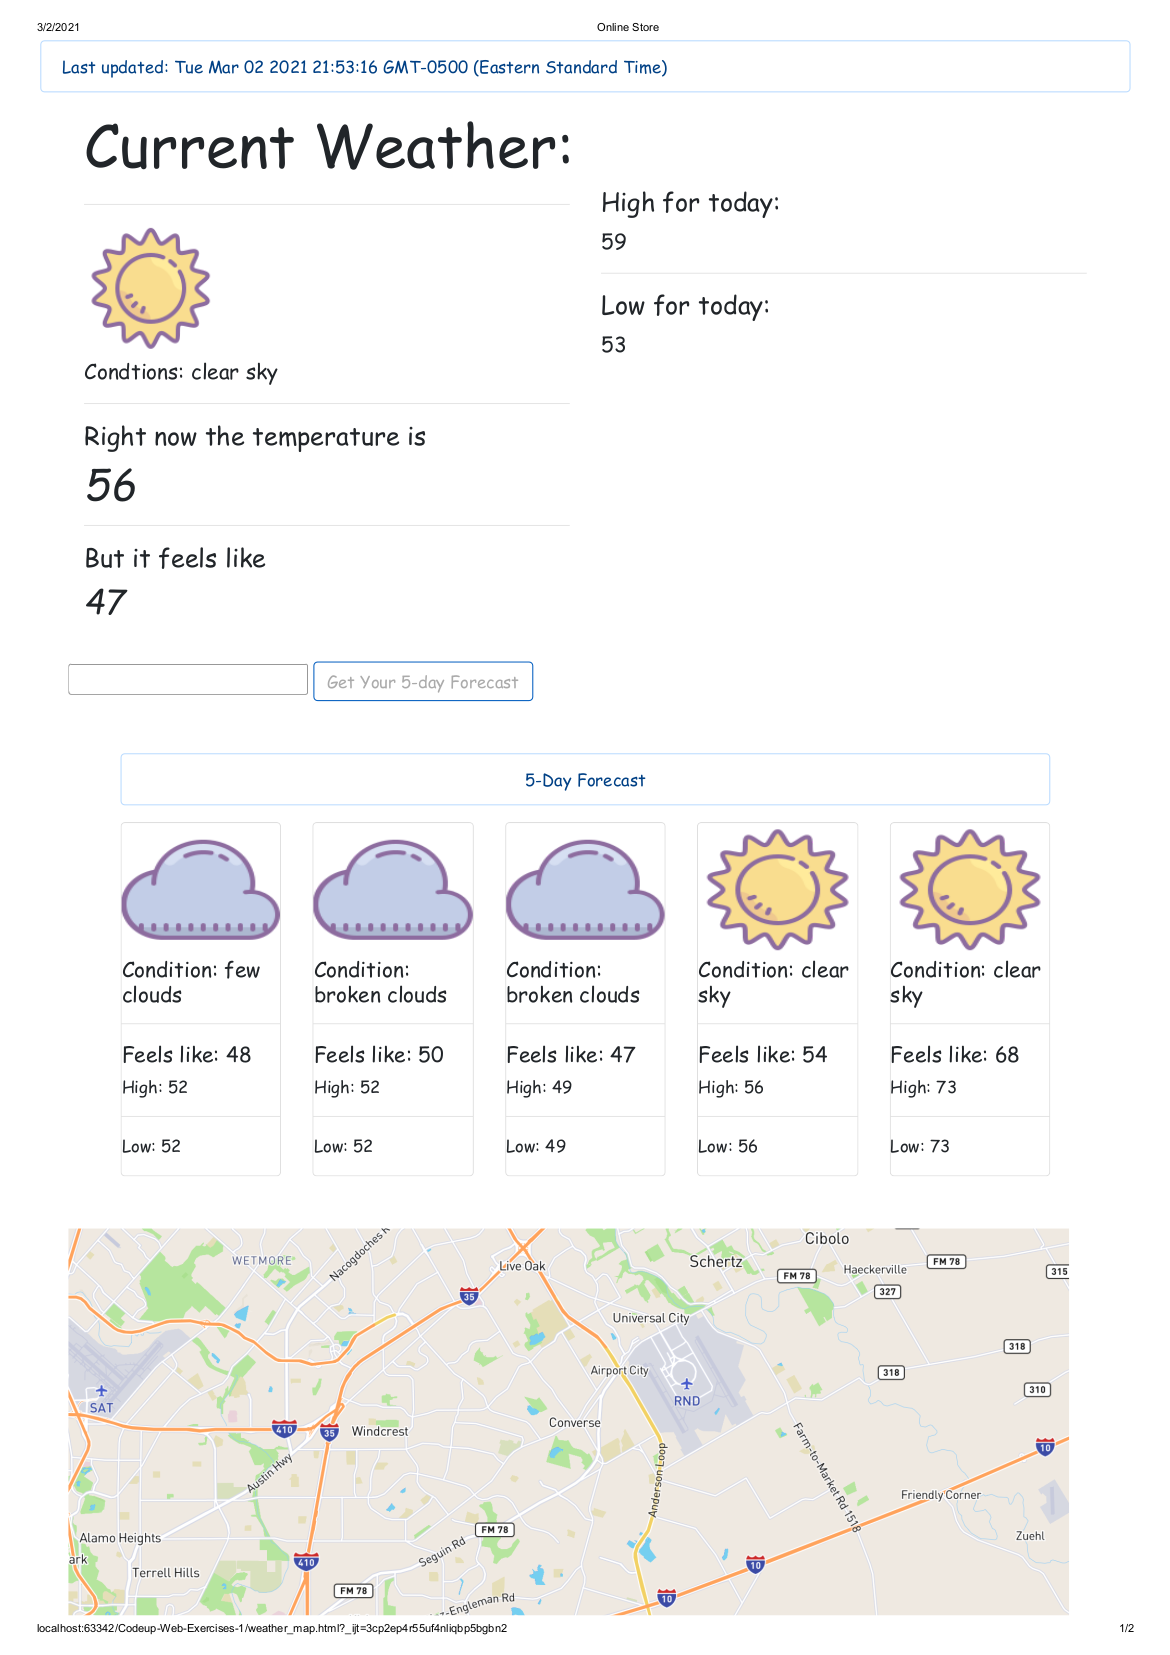 3/2/2021
Online Store
Last updated: Tue Mar 02 2021 21:53:16 GMT-0500 (Eastern Standard Time)
Current Weather:
Condtions: clear sky
Right now the temperature is
56
But it feels like
47
High for today:
59
Low for today:
53
Get Your 5-day Forecast
5-Day Forecast
Condition: few
clouds
Feels like: 48
High: 52
Low: 52
Condition:
broken clouds
Feels like: 50
High: 52
Low: 52
Condition:
broken clouds
Feels like: 47
High: 49
Low: 49
Condition: clear
sky
Feels like: 54
High: 56
Low: 56
Condition: clear
sky
Feels like: 68
High: 73
Low: 73
Cibolo
WETMORE
Nacogdoches R
Live Oak
Schertz
FM 78
Haeckerville
FM 78
315
327
35
Universal City
318
Airport City
318
310
SAT
RND
410
35
Windcrest
Converse
10
Austin Hwy
Anderson Loop
Farm-to-Market Rd 1518
Friendly Corner
Alamo Heights
FM 78
Zuehl
ark
Terrell Hills
410
Seguin Rd
10
FM 78
-Engleman Rd
10
localhost:63342/Codeup-Web-Exercises-1/weather_map.html?_ijt=3cp2ep4r55uf4nliqbp5bgbn2
1/2